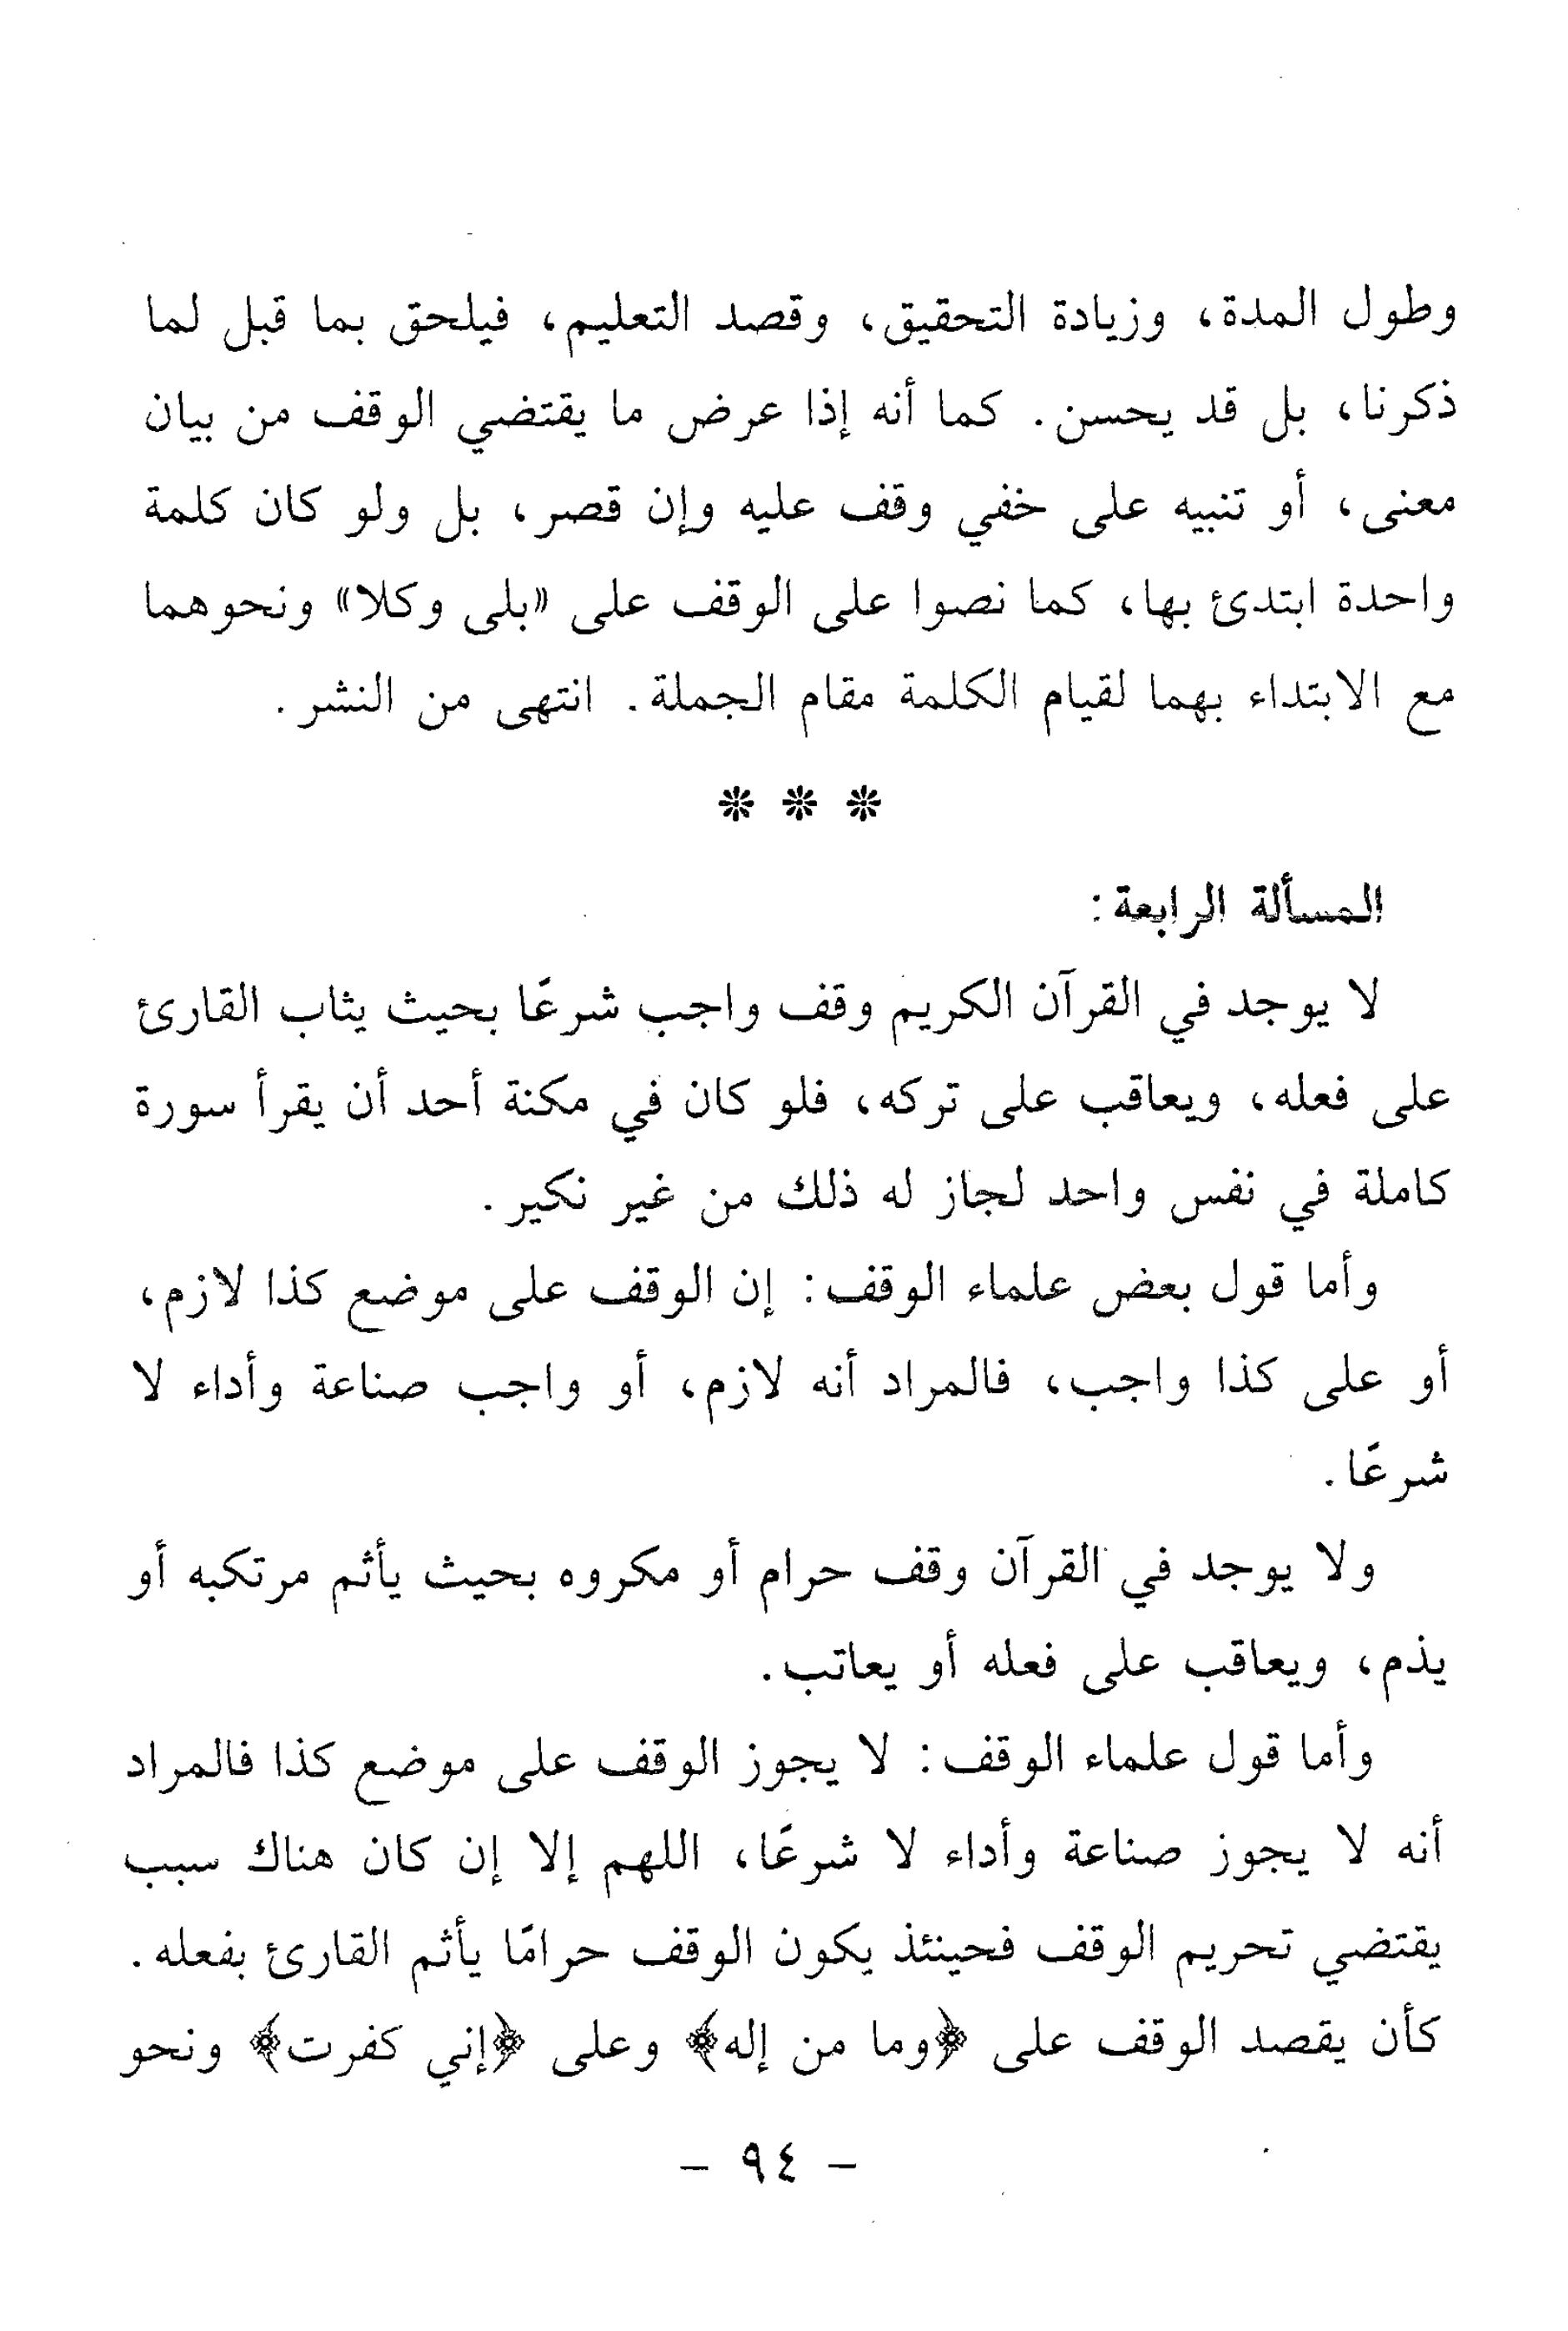 وطول المدة، وزيادة التحقيق، وقصد التعليم، فيلحق بما قبل لما
ذكرنا، بل قد يحسن. كما أنه إذا عرض ما يقتضي الوقف من بيان
معنى، أو تنبيه على خفي وقف عليه وإن قصر، بل ولو كان كلمة
واحدة ابتدئ بها، كما نصوا على الوقف على «بلى وكلا» ونحوهما
مع الابتداء بهما لقيام الكلمة مقام الجملة. انتهى من النشر.
* * *
المسألة الرابعة:
لا يوجد في القرآن الكريم وقف واجب شرعًا بحيث يثاب القارئ
على فعله، ويعاقب على تركه، فلو كان في مكنة أحد أن يقرأ سورة
كاملة في نفس واحد لجاز له ذلك من غير نكير.
وأما قول بعض علماء الوقف: إن الوقف على موضع كذا لازم،
أو على كذا واجب، فالمراد أنه لازم، أو واجب صناعة وأداء لا
شرعًا.
ولا يوجد في القرآن وقف حرام أو مكروه بحيث يأثم مرتكبه أو
يذم، ويعاقب على فعله أو يعاتب.
وأما قول علماء الوقف: لا يجوز الوقف على موضع كذا فالمراد
أنه لا يجوز صناعة وأداء لا شرعًا، اللهم إلا إن كان هناك سبب
يقتضي تحريم الوقف فحينئذ يكون الوقف حرامًا يأثم القارئ بفعله.
كأن يقصد الوقف على ﴿وما من إله﴾ وعلى ﴿إني كفرت﴾ ونحو
- ٩٤ -